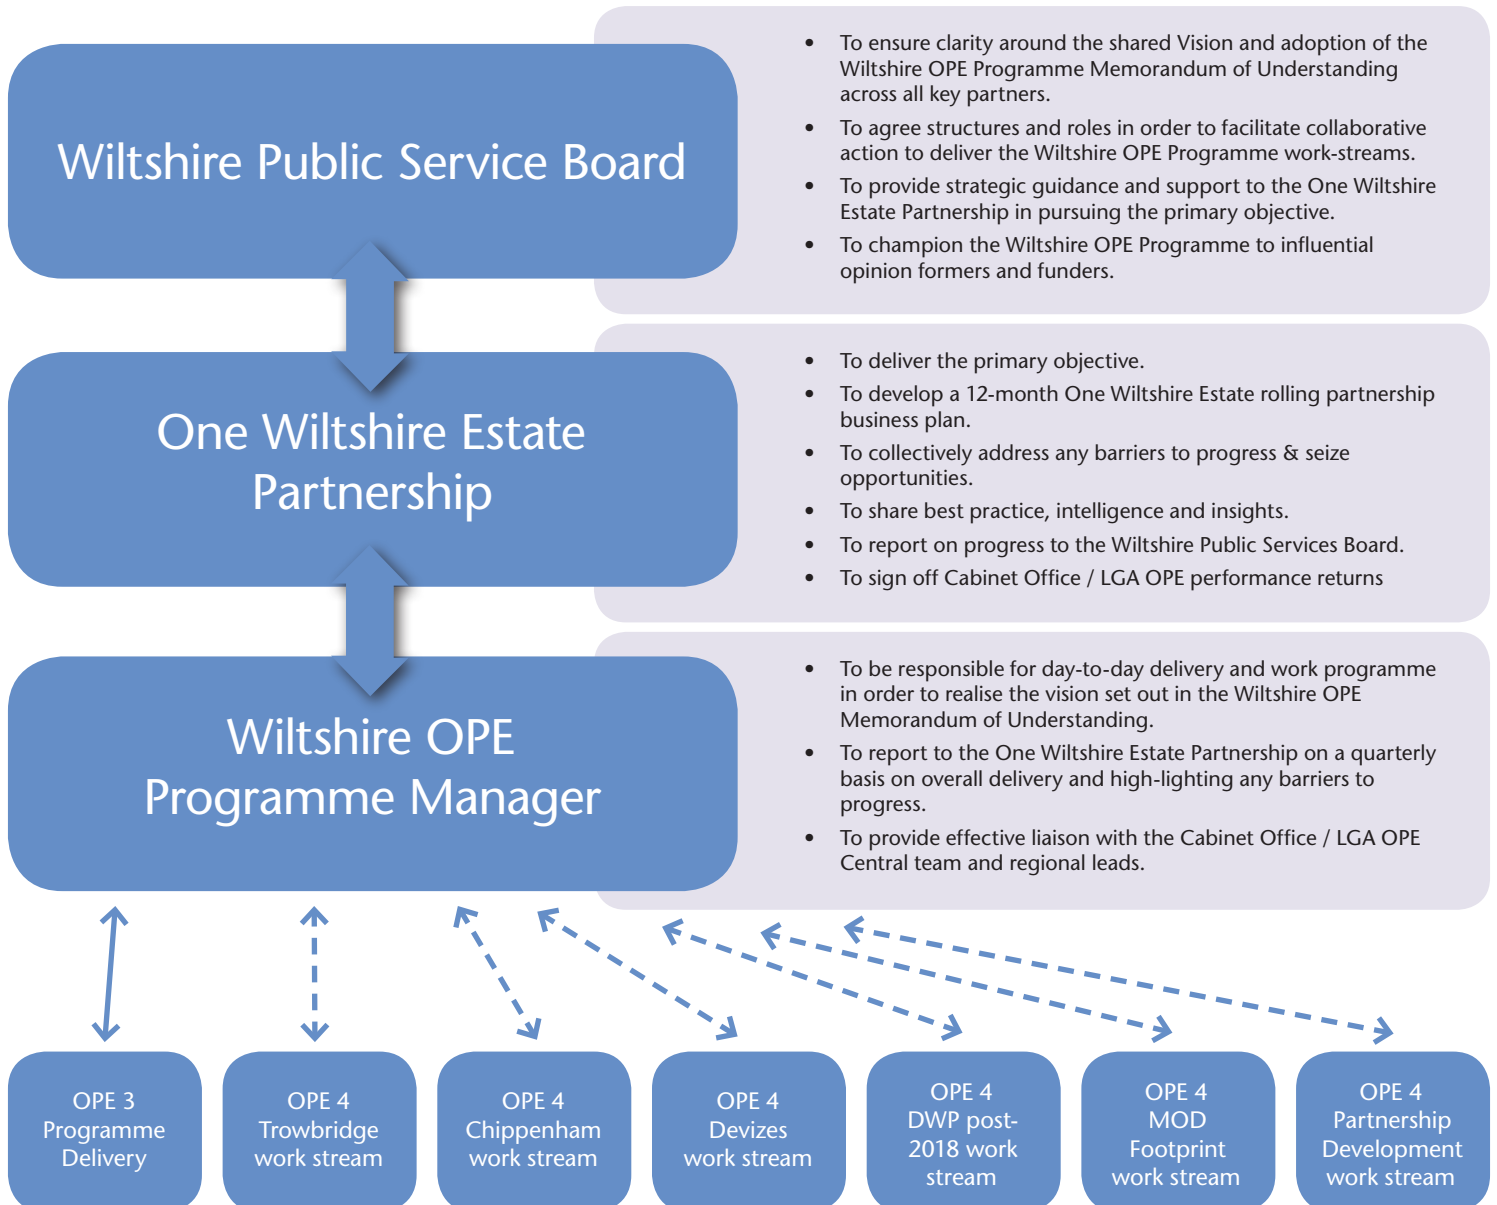 Wiltshire Public Service Board
• To ensure clarity around the shared Vision and adoption of the
Wiltshire OPE Programme Memorandum of Understanding
across all key partners.
• To agree structures and roles in order to facilitate collaborative
action to deliver the Wiltshire OPE Programme work-streams.
• To provide strategic guidance and support to the One Wiltshire
Estate Partnership in pursuing the primary objective.
• To champion the Wiltshire OPE Programme to influential
opinion formers and funders.
One Wiltshire Estate
Partnership
• To deliver the primary objective.
• To develop a 12-month One Wiltshire Estate rolling partnership
business plan.
• To collectively address any barriers to progress & seize
opportunities.
• To share best practice, intelligence and insights.
• To report on progress to the Wiltshire Public Services Board.
• To sign off Cabinet Office / LGA OPE performance returns
Wiltshire OPE
Programme Manager
• To be responsible for day-to-day delivery and work programme
in order to realise the vision set out in the Wiltshire OPE
Memorandum of Understanding.
• To report to the One Wiltshire Estate Partnership on a quarterly
basis on overall delivery and high-lighting any barriers to
progress.
• To provide effective liaison with the Cabinet Office / LGA OPE
Central team and regional leads.
OPE 3
Programme
Delivery
OPE 4
Trowbridge
work stream
OPE 4
Chippenham
work stream
OPE 4
Devizes
work stream
OPE 4
DWP post-
2018 work
stream
OPE 4
MOD
Footprint
work stream
OPE 4
Partnership
Development
work stream